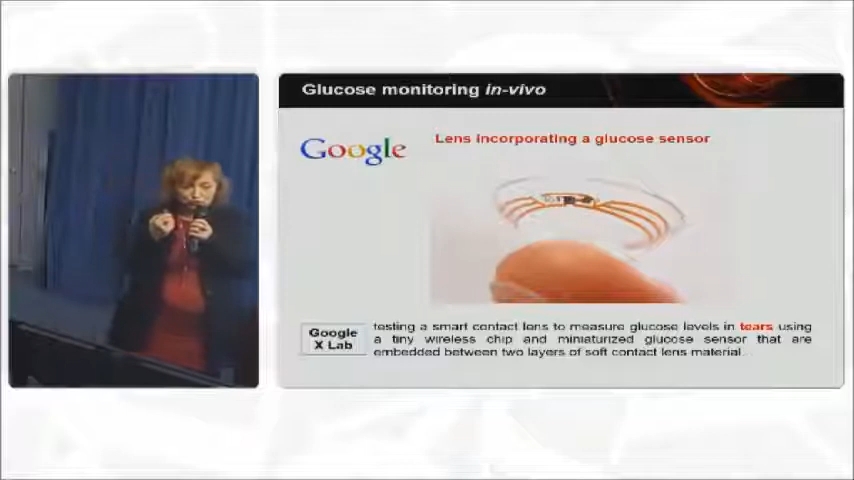 Glucose monitoring in-vivo
Google
Lens incorporating a glucose sensor
Google
X Lab
testing a smart contact lens to measure glucose levels in tears using
a tiny wireless chip and miniaturized glucose sensor that are
embedded between two layers of soft contact lens material.